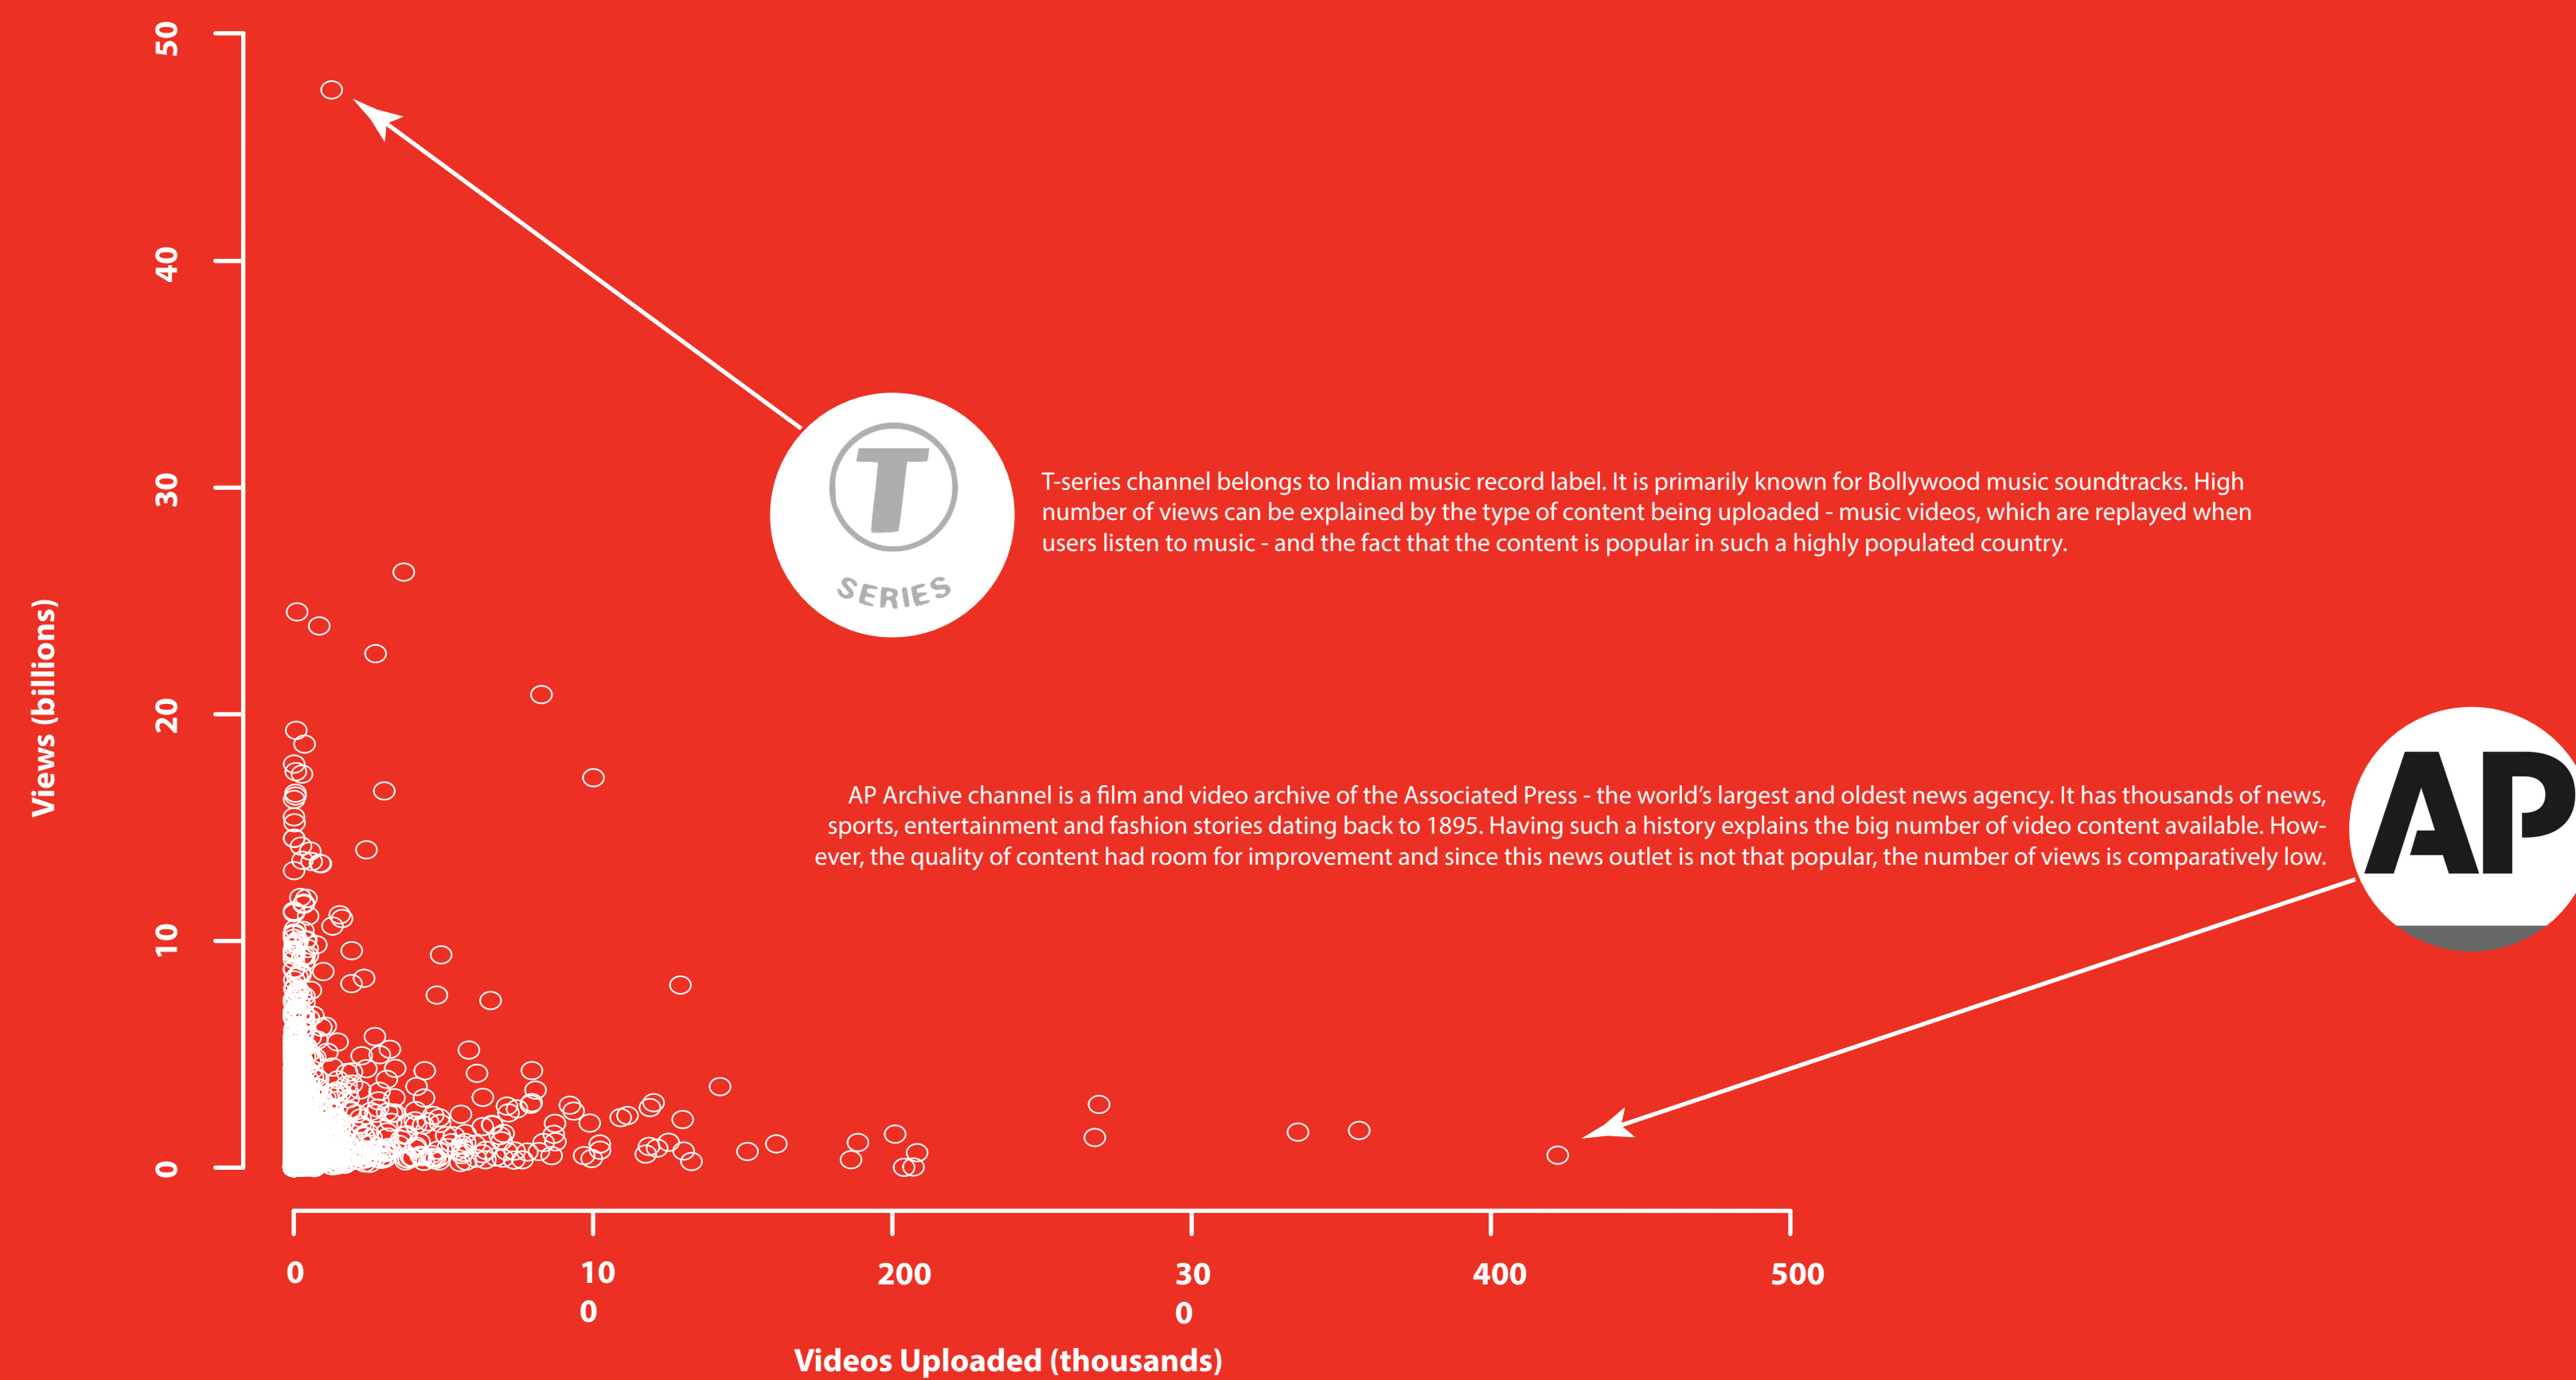 50
40
30
20
10
0
Views (billions)
T
SERIES
T-series channel belongs to Indian music record label. It is primarily known for Bollywood music soundtracks. High
number of views can be explained by the type of content being uploaded - music videos, which are replayed when
users listen to music - and the fact that the content is popular in such a highly populated country.
AP Archive channel is a film and video archive of the Associated Press - the world’s largest and oldest news agency. It has thousands of news,
sports, entertainment and fashion stories dating back to 1895. Having such a history explains the big number of video content available. How-
ever, the quality of content had room for improvement and since this news outlet is not that popular, the number of views is comparatively low.
AP
0 10 200 30 400 500
0 0
Videos Uploaded (thousands)